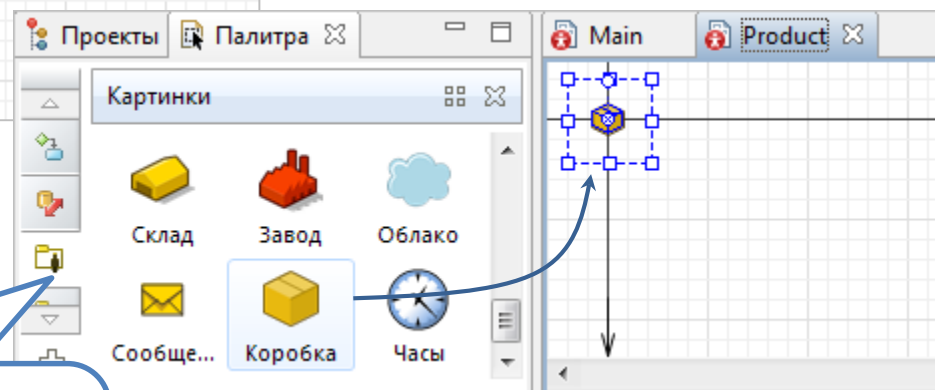 Проекты Палитра
Main Product
Картинки
Склад Завод Облако
Сообще... Коробка Часы